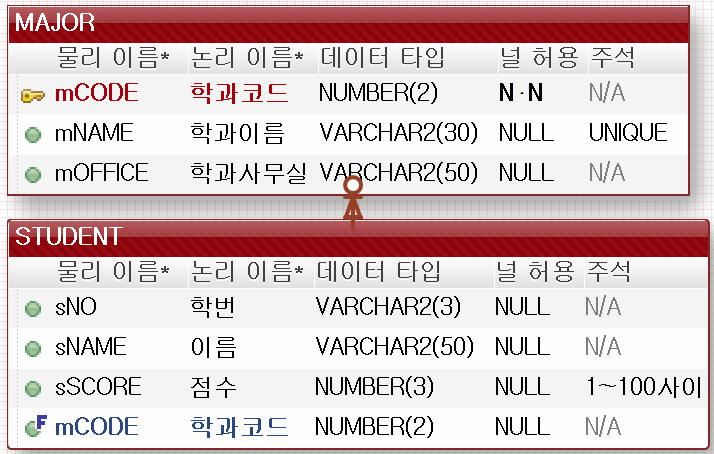 MAJOR
물리 이름* 논리 이름* 데이터 타입 널 허용 주석
mCODE 학과코드 NUMBER(2) N·N N/A
mNAME 학과이름 VARCHAR2(30) NULL UNIQUE
mOFFICE 학과사무실 VARCHAR2(50) NULL N/A
STUDENT
물리 이름* 논리 이름* 데이터 타입 널 허용 주석
sNO 학번 VARCHAR2(3) NULL N/A
sNAME 이름 VARCHAR2(50) NULL N/A
sSCORE 점수 NUMBER(3) NULL 1~100사이
F mCODE 학과코드 NUMBER(2) NULL N/A